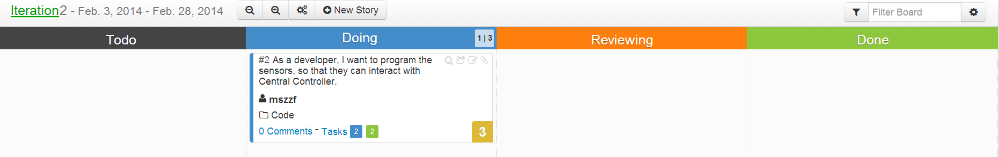 Iteration2 - Feb. 3, 2014 - Feb. 28, 2014
New Story
Filter Board
Todo
Doing
1 | 3
Reviewing
Done
#2 As a developer, I want to program the
sensors, so that they can interact with
Central Controller.
mszzf
Code
0 Comments - Tasks 2 2
3